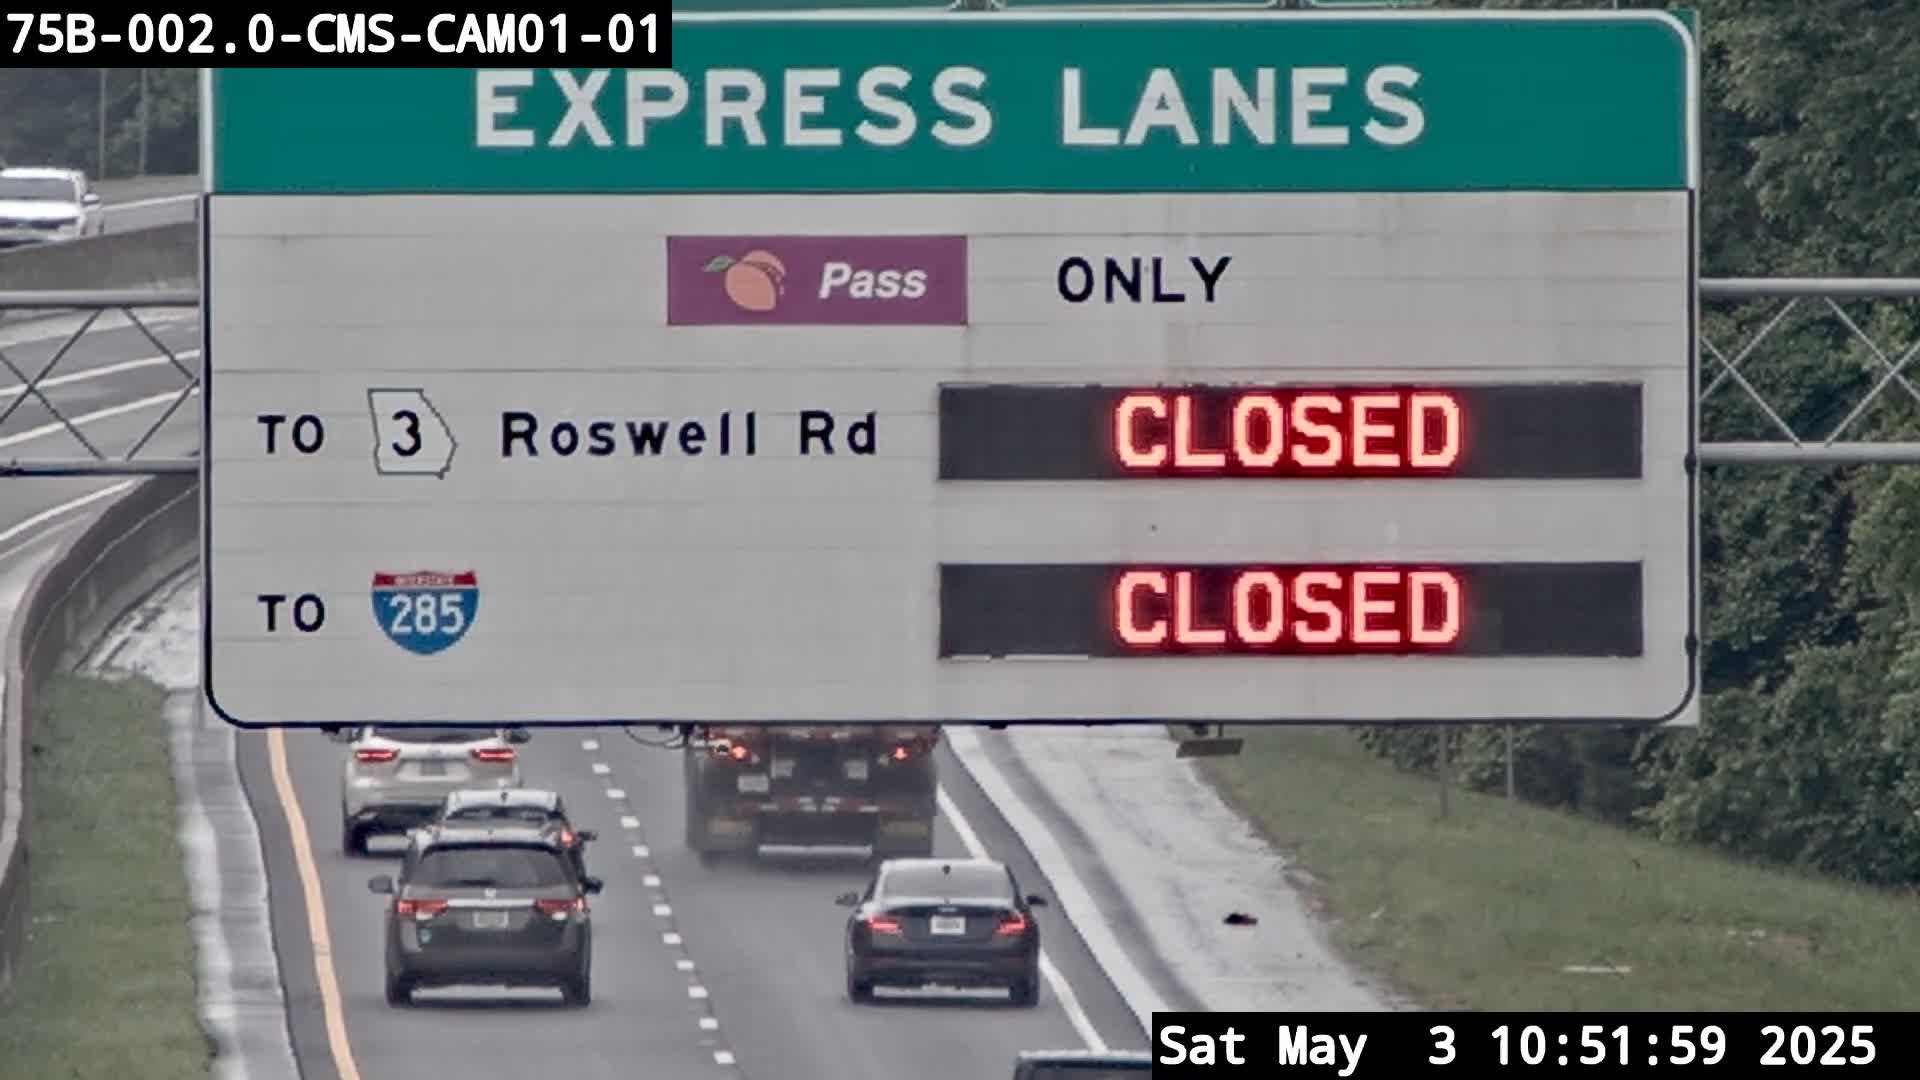 75B-002.0-CMS-CAM01-01
EXPRESS LANES
Pass ONLY
TO 3 Roswell Rd CLOSED
INTERSTATE
TO 285 CLOSED
Sat May 3 10:51:59 2025